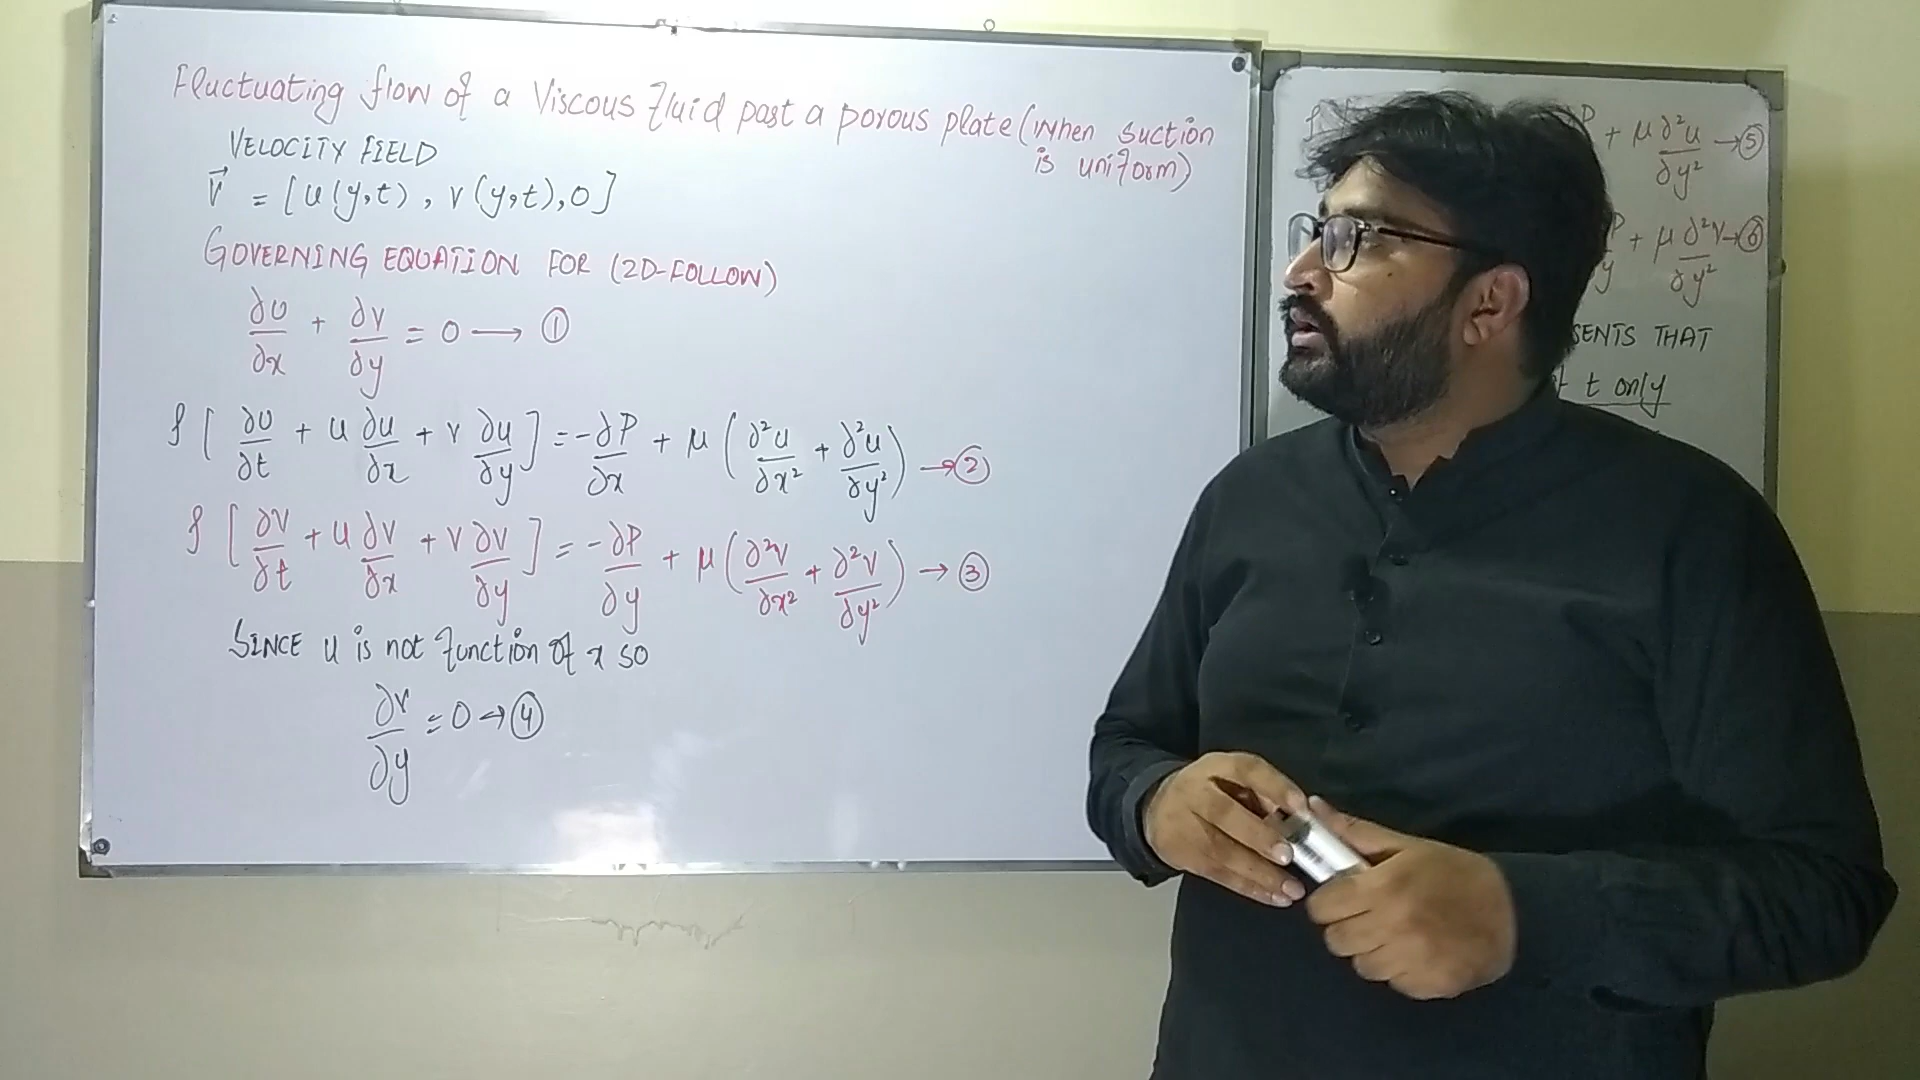 Fluctuating flow of a Viscous fluid past a porous plate (when suction is uniform)
VELOCITY FIELD
V⃗ = [u(y,t), v(y,t), 0]
GOVERNING EQUATION FOR (2D-FOLLOW)
∂u/∂x + ∂v/∂y = 0 → ①
ρ[∂u/∂t + u ∂u/∂x + v ∂u/∂y] = -∂P/∂x + μ(∂²u/∂x² + ∂²u/∂y²) → ②
ρ[∂v/∂t + u ∂v/∂x + v ∂v/∂y] = -∂P/∂y + μ(∂²v/∂x² + ∂²v/∂y²) → ③
SINCE u is not function of x so
∂v/∂y = 0 → ④
P + μ ∂²u/∂y² → ⑤
P/y + μ ∂²v/∂y² → ⑥
SENTS THAT
t only